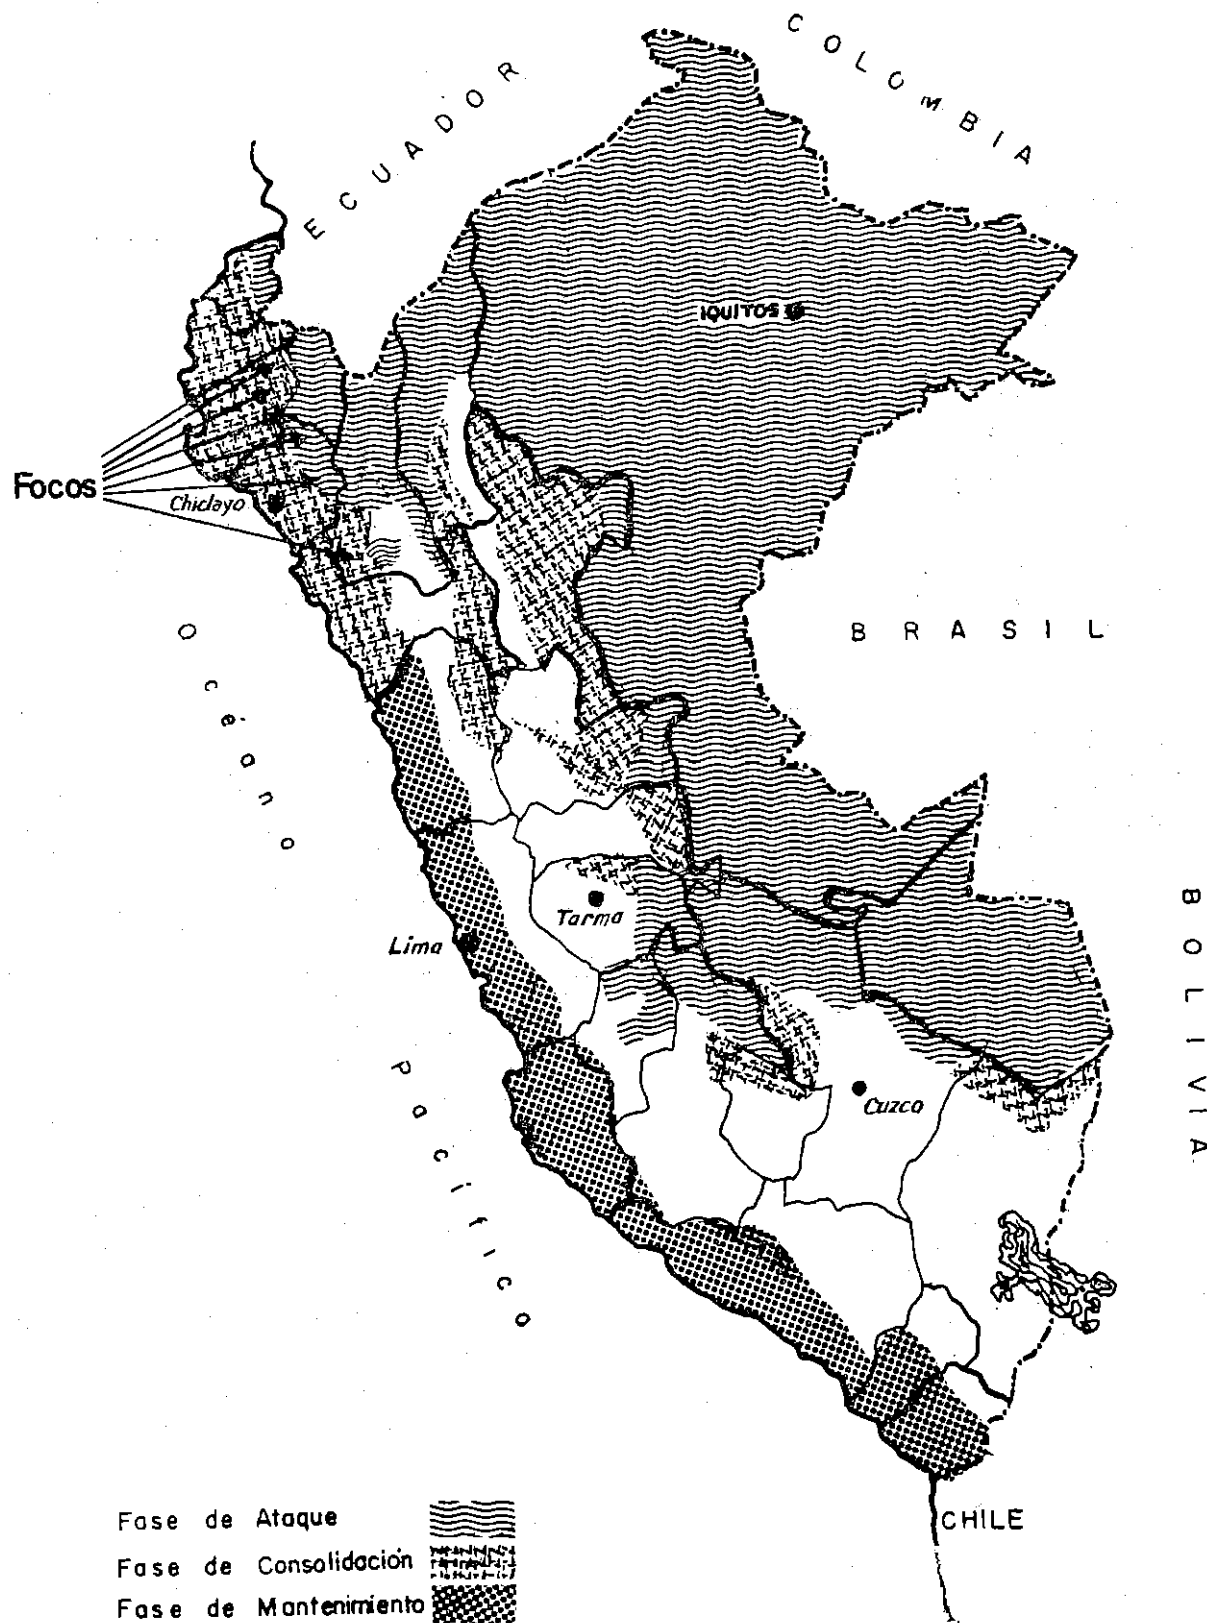 COLOMBIA
ECUADOR
IQUITOS
Focos
Chiclayo
BRASIL
Océano
Pacífico
Tarma
Lima
BOLIVIA
Cuzco
CHILE
Fase de Ataque
Fase de Consolidación
Fase de Mantenimiento